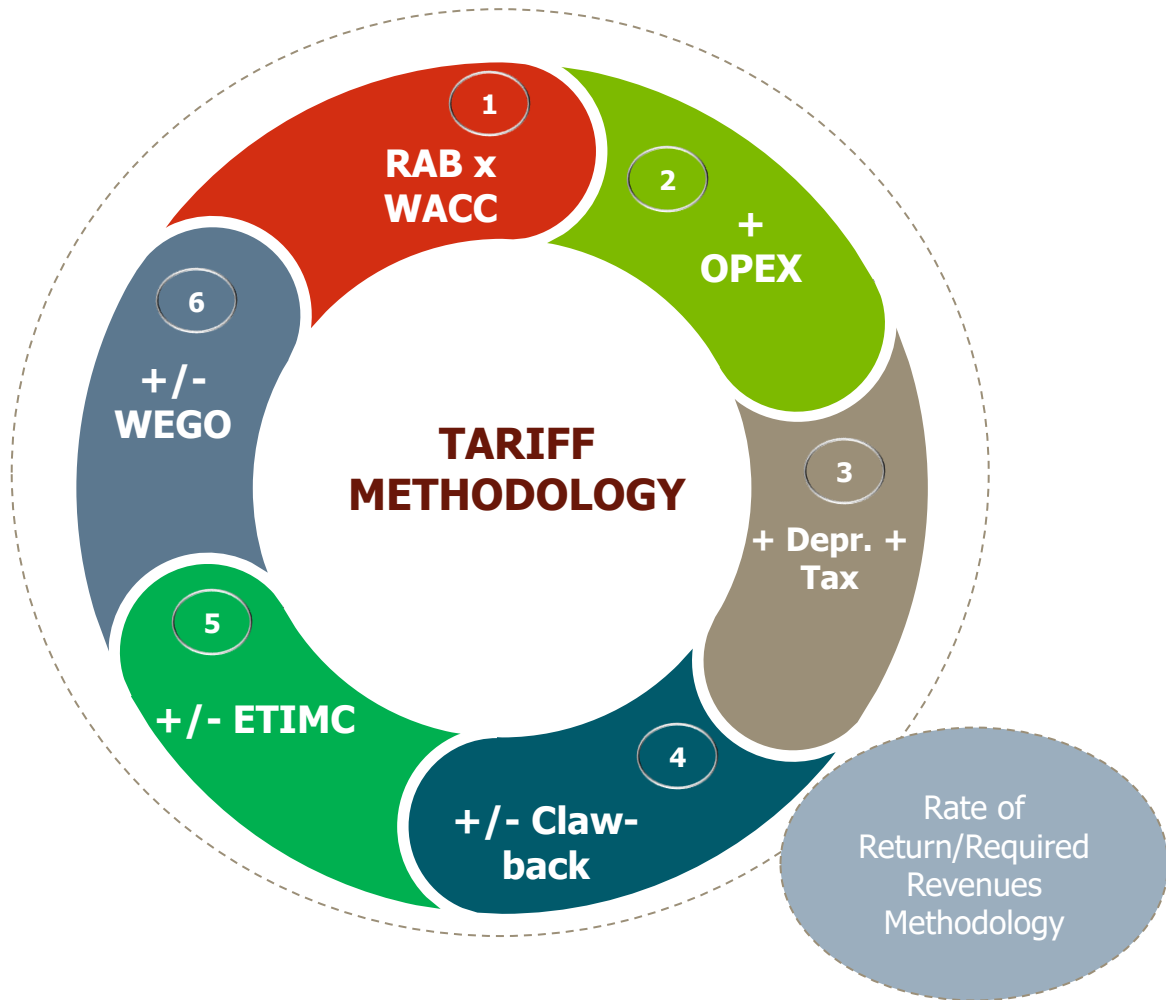 TARIFF
METHODOLOGY
1
RAB x
WACC
2
+
OPEX
3
+ Depr. +
Tax
4
+/- Claw-
back
5
+/- ETIMC
6
+/-
WEGO
Rate of
Return/Required
Revenues
Methodology